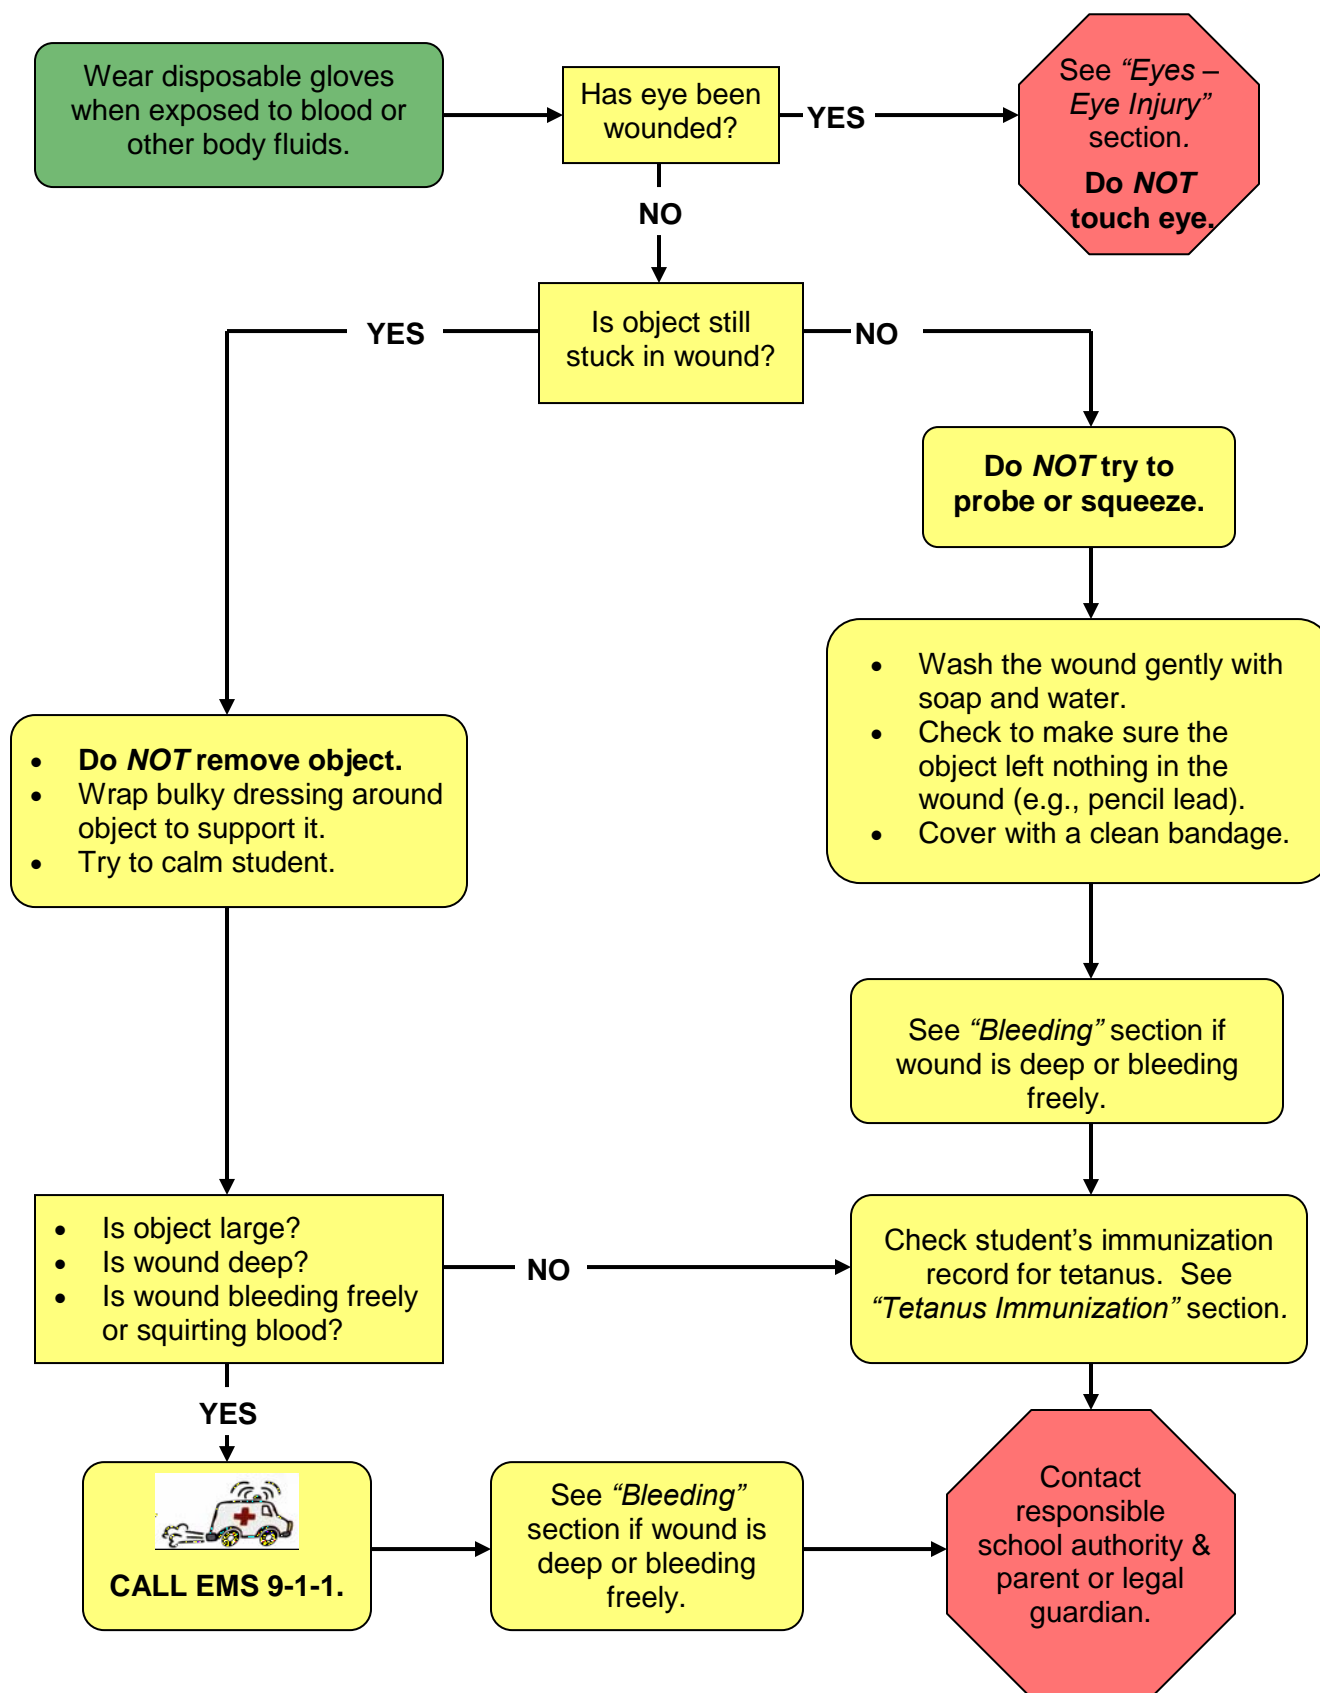 Wear disposable gloves
when exposed to blood or
other body fluids.
Has eye been
wounded?
YES
See “Eyes –
Eye Injury”
section.
Do NOT
touch eye.
NO
Is object still
stuck in wound?
YES
NO
Do NOT try to
probe or squeeze.
• Wash the wound gently with
soap and water.
• Check to make sure the
object left nothing in the
wound (e.g., pencil lead).
• Cover with a clean bandage.
• Do NOT remove object.
• Wrap bulky dressing around
object to support it.
• Try to calm student.
See “Bleeding” section if
wound is deep or bleeding
freely.
• Is object large?
• Is wound deep?
• Is wound bleeding freely
or squirting blood?
NO
Check student’s immunization
record for tetanus. See
“Tetanus Immunization” section.
YES
CALL EMS 9-1-1.
See “Bleeding”
section if wound is
deep or bleeding
freely.
Contact
responsible
school authority &
parent or legal
guardian.